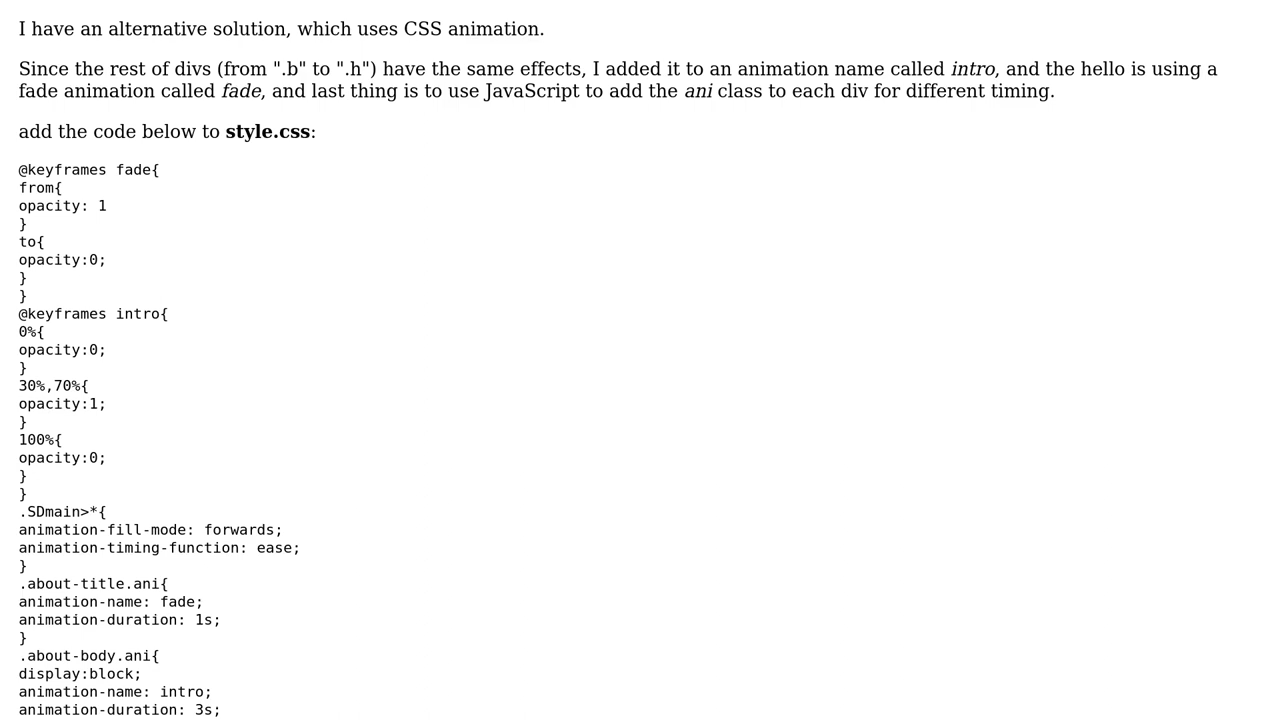 I have an alternative solution, which uses CSS animation.
Since the rest of divs (from ".b" to ".h") have the same effects, I added it to an animation name called intro, and the hello is using a
fade animation called fade, and last thing is to use JavaScript to add the ani class to each div for different timing.
add the code below to style.css:
@keyframes fade{
from{
opacity: 1
}
to{
opacity:0;
}
}
@keyframes intro{
0%{
opacity:0;
}
30%,70%{
opacity:1;
}
100%{
opacity:0;
}
}
.SDmain>*{
animation-fill-mode: forwards;
animation-timing-function: ease;
}
.about-title.ani{
animation-name: fade;
animation-duration: 1s;
}
.about-body.ani{
display:block;
animation-name: intro;
animation-duration: 3s;